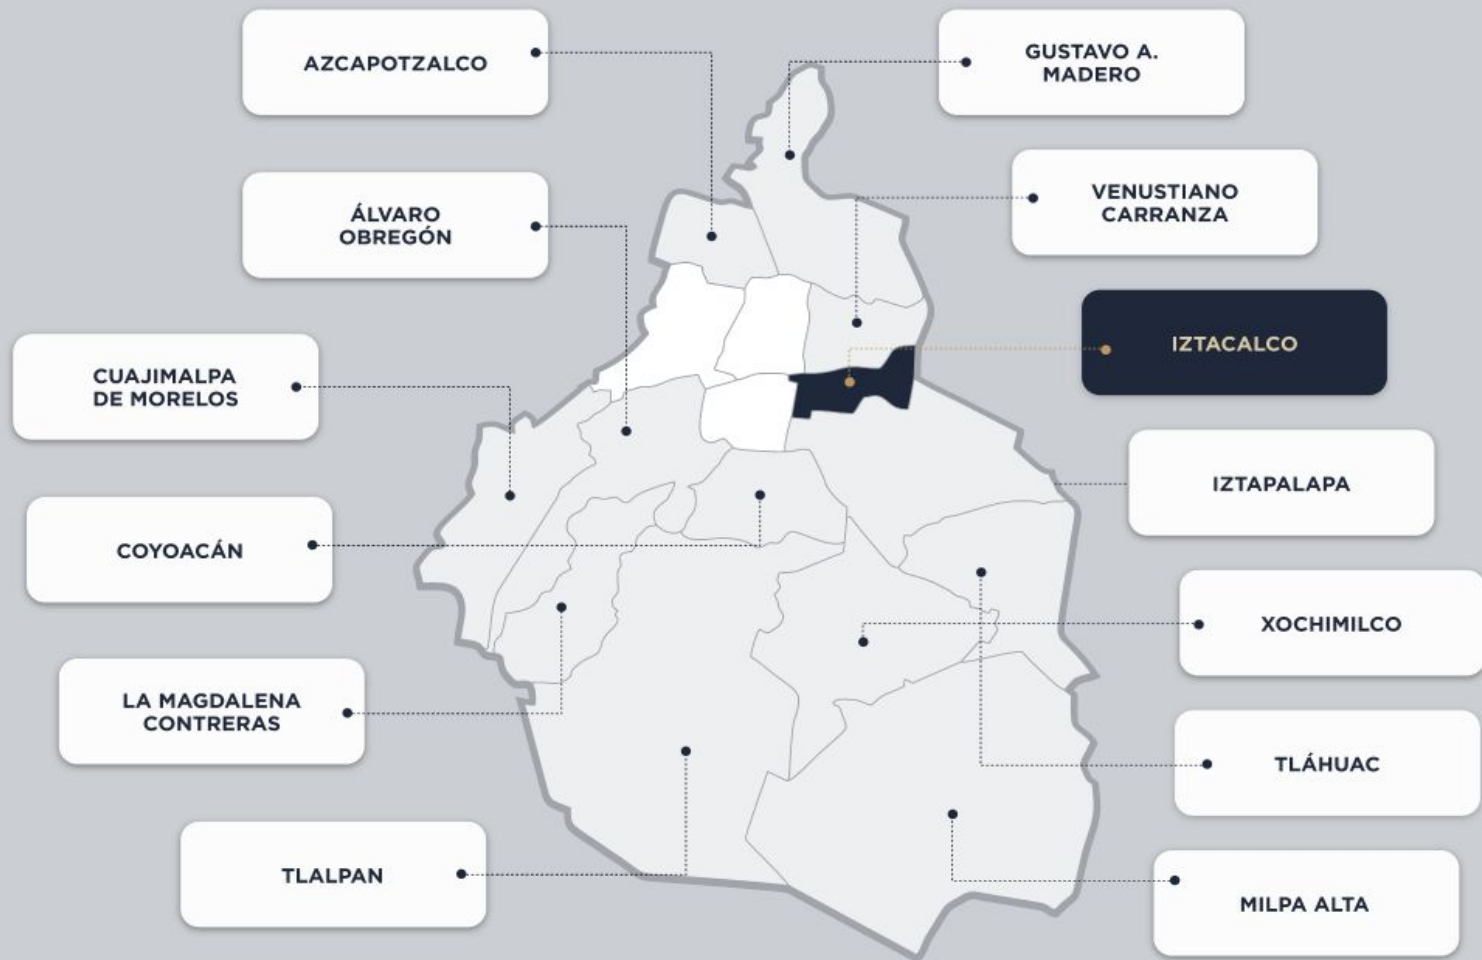 AZCAPOTZALCO
GUSTAVO A.
MADERO
ÁLVARO
OBREGÓN
VENUSTIANO
CARRANZA
CUAJIMALPA
DE MORELOS
IZTACALCO
COYOACÁN
IZTAPALAPA
LA MAGDALENA
CONTRERAS
XOCHIMILCO
TLÁHUAC
TLALPAN
MILPA ALTA